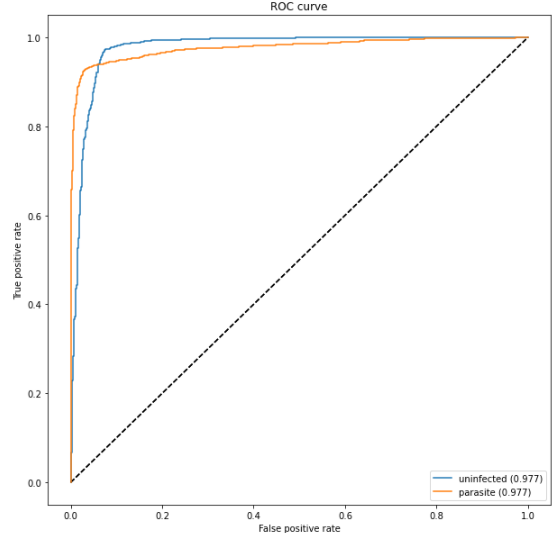 ROC curve
1.0
0.8
0.6
0.4
0.2
0.0
True positive rate
uninfected (0.977)
parasite (0.977)
0.0 0.2 0.4 0.6 0.8 1.0
False positive rate